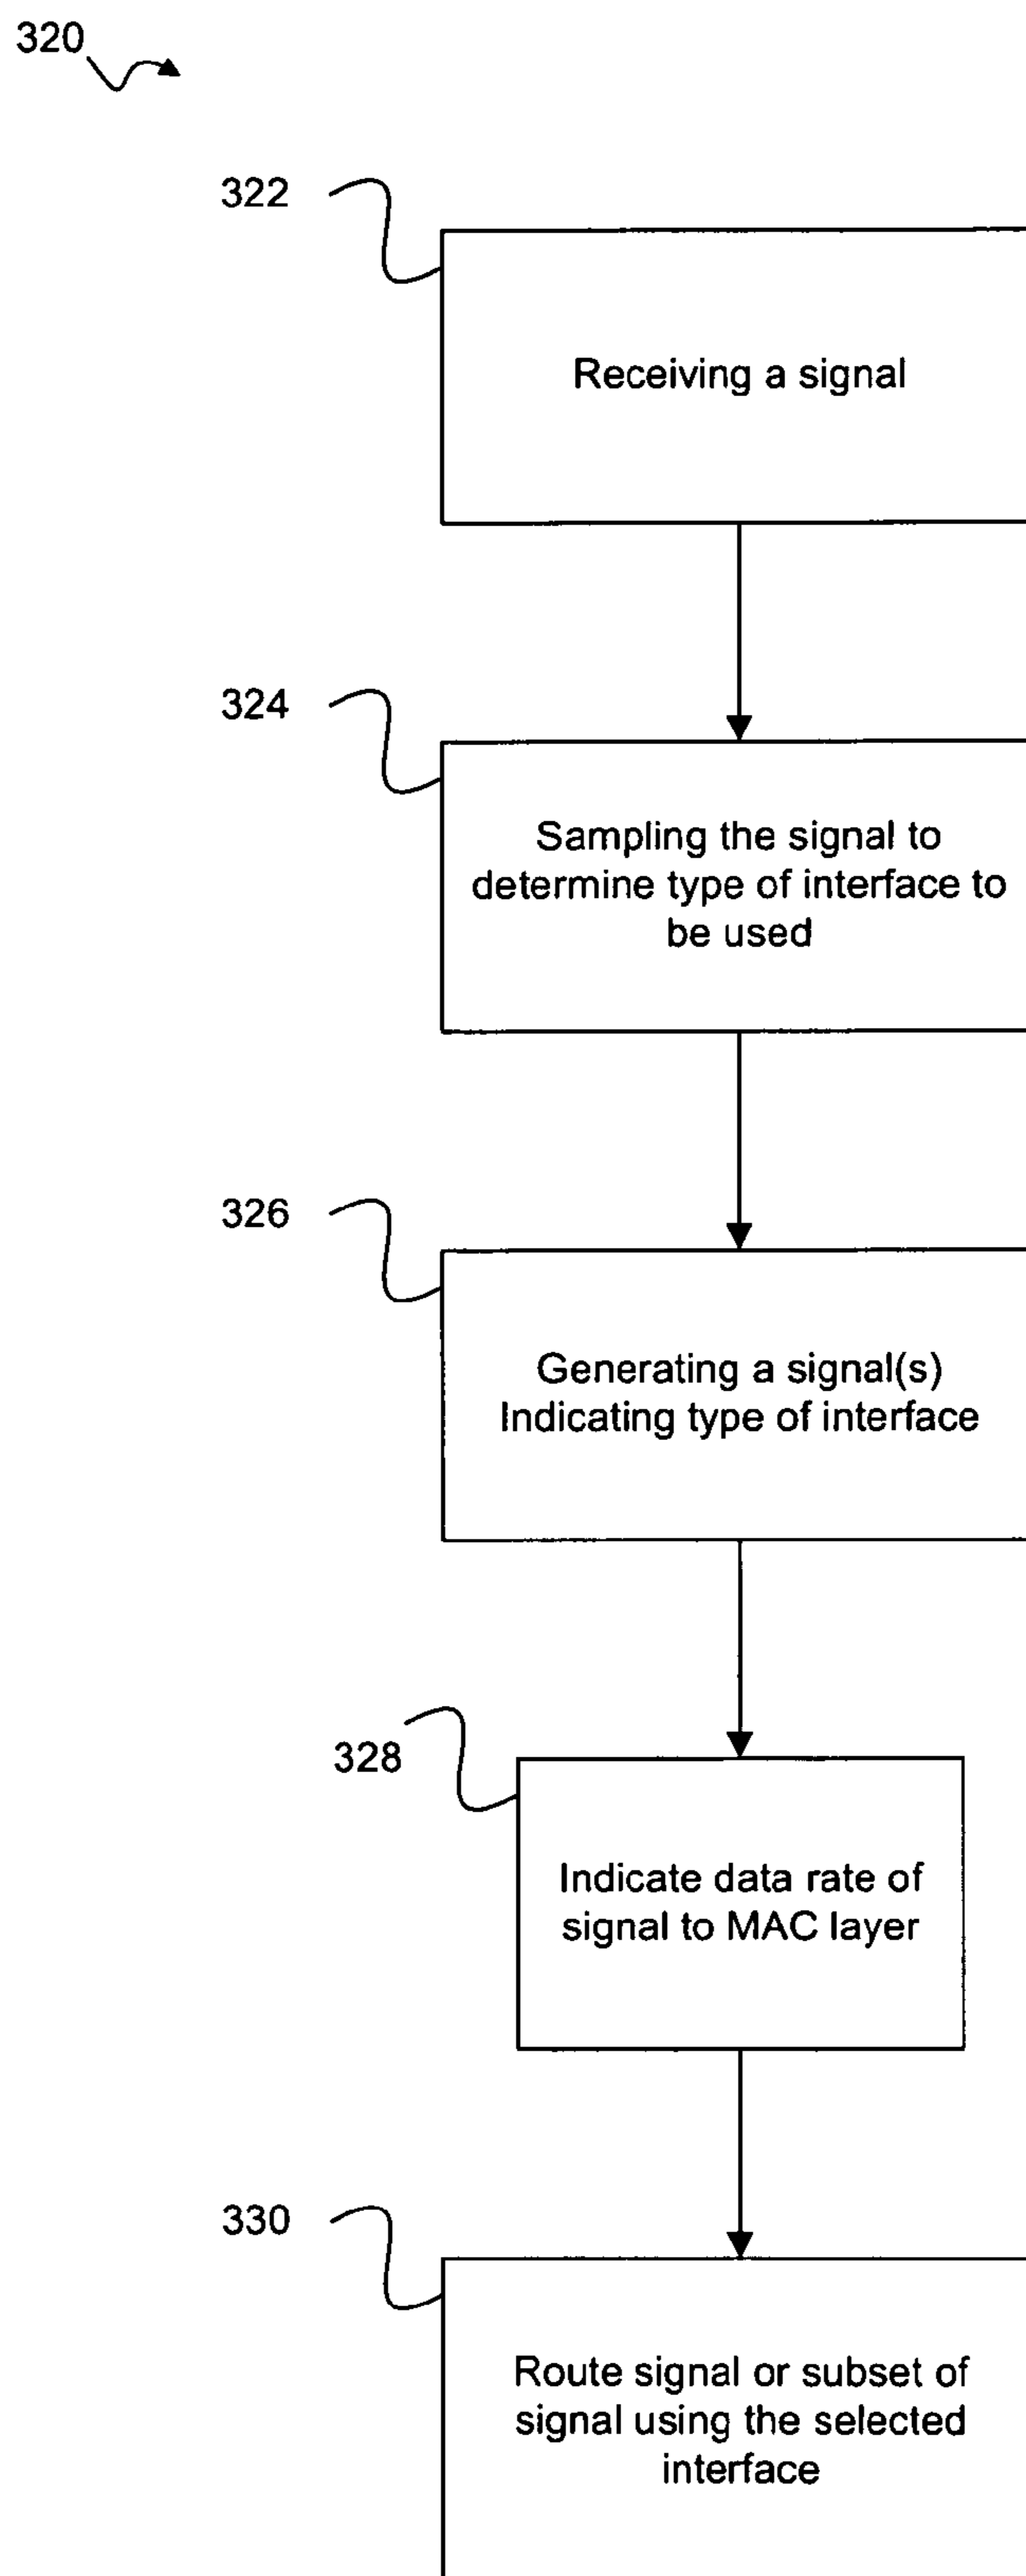 320
322
Receiving a signal
324
Sampling the signal to
determine type of interface to
be used
326
Generating a signal(s)
Indicating type of interface
328
Indicate data rate of
signal to MAC layer
330
Route signal or subset of
signal using the selected
interface